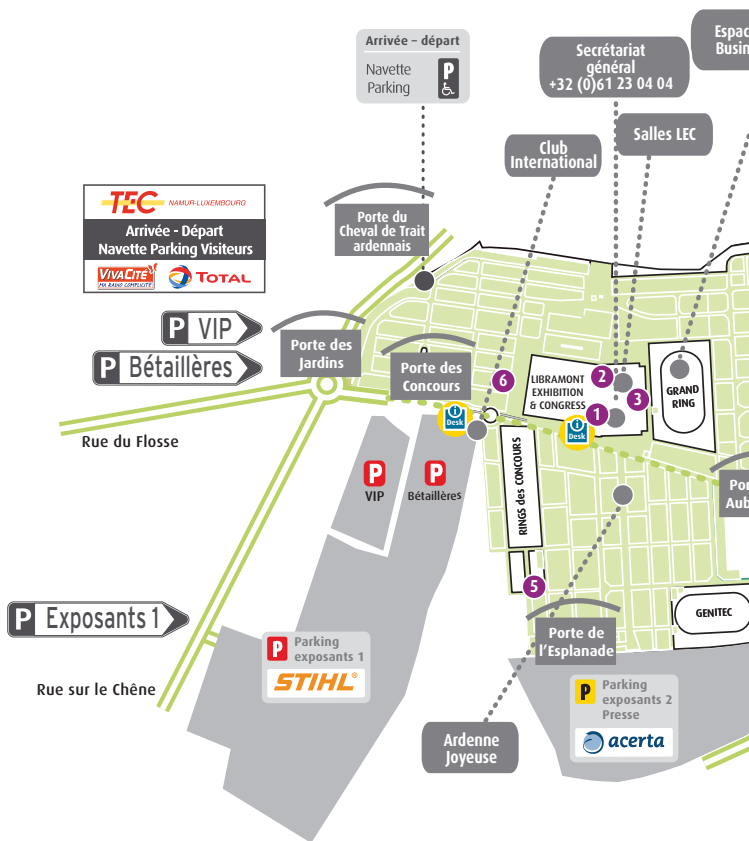 Arrivée – départ
Navette
Parking
P
Secrétariat
général
+32 (0)61 23 04 04
Salles LEC
Club
International
TEC NAMUR-LUXEMBOURG
Arrivée - Départ
Navette Parking Visiteurs
VIVACITÉ
MA RADIO COMPLICITÉ
TOTAL
Porte du
Cheval de Trait
ardennais
P VIP
P Bétaillères
Porte des
Jardins
Porte des
Concours
6
LIBRAMONT
EXHIBITION
& CONGRESS
2
3
1
GRAND
RING
i
Desk
i
Desk
Rue du Flosse
P
VIP
P
Bétaillères
RINGS des CONCOURS
5
GENITEC
P Exposants 1
Porte de
l'Esplanade
P
Parking
exposants 1
STIHL®
Rue sur le Chêne
P
Parking
exposants 2
Presse
acerta
Ardenne
Joyeuse